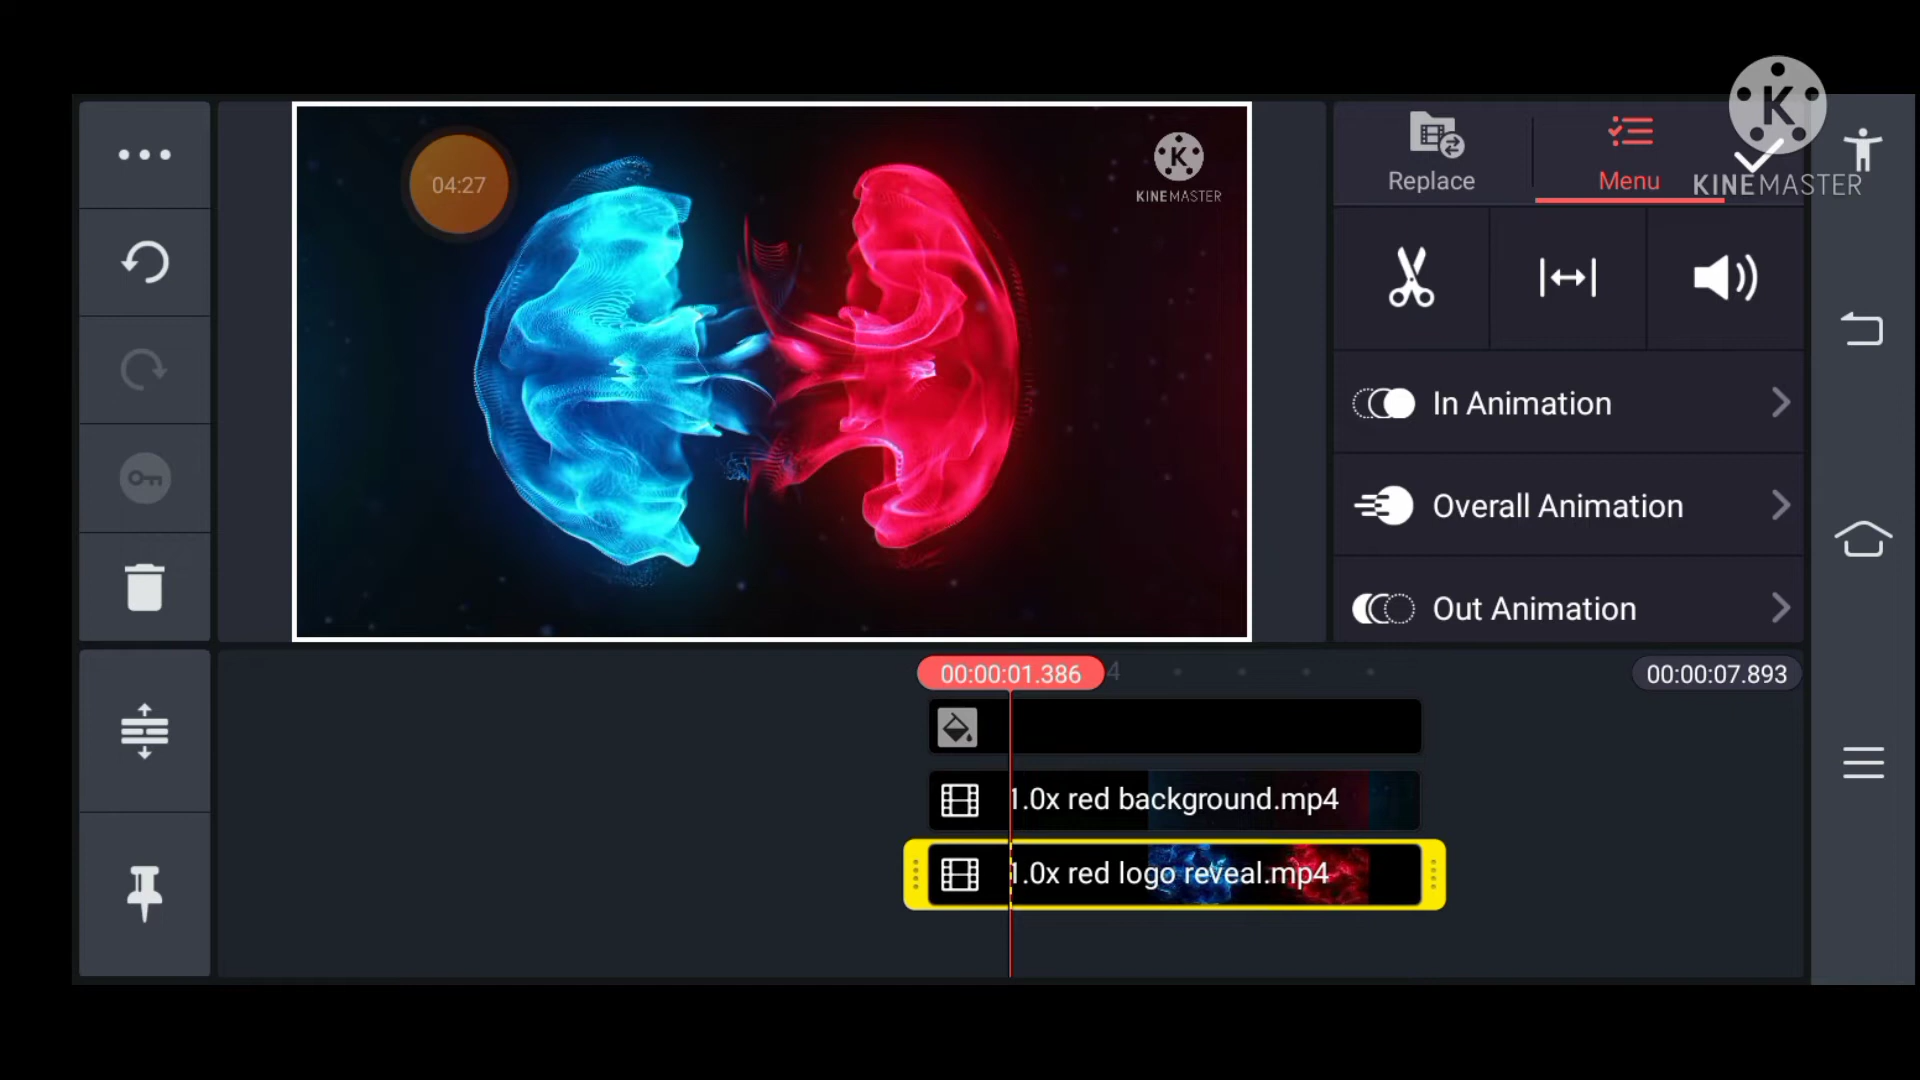 04:27
K
KINEMASTER
Replace
Menu
K
KINEMASTER
In Animation
Overall Animation
Out Animation
00:00:01.386
4
00:00:07.893
1.0x red background.mp4
1.0x red logo reveal.mp4